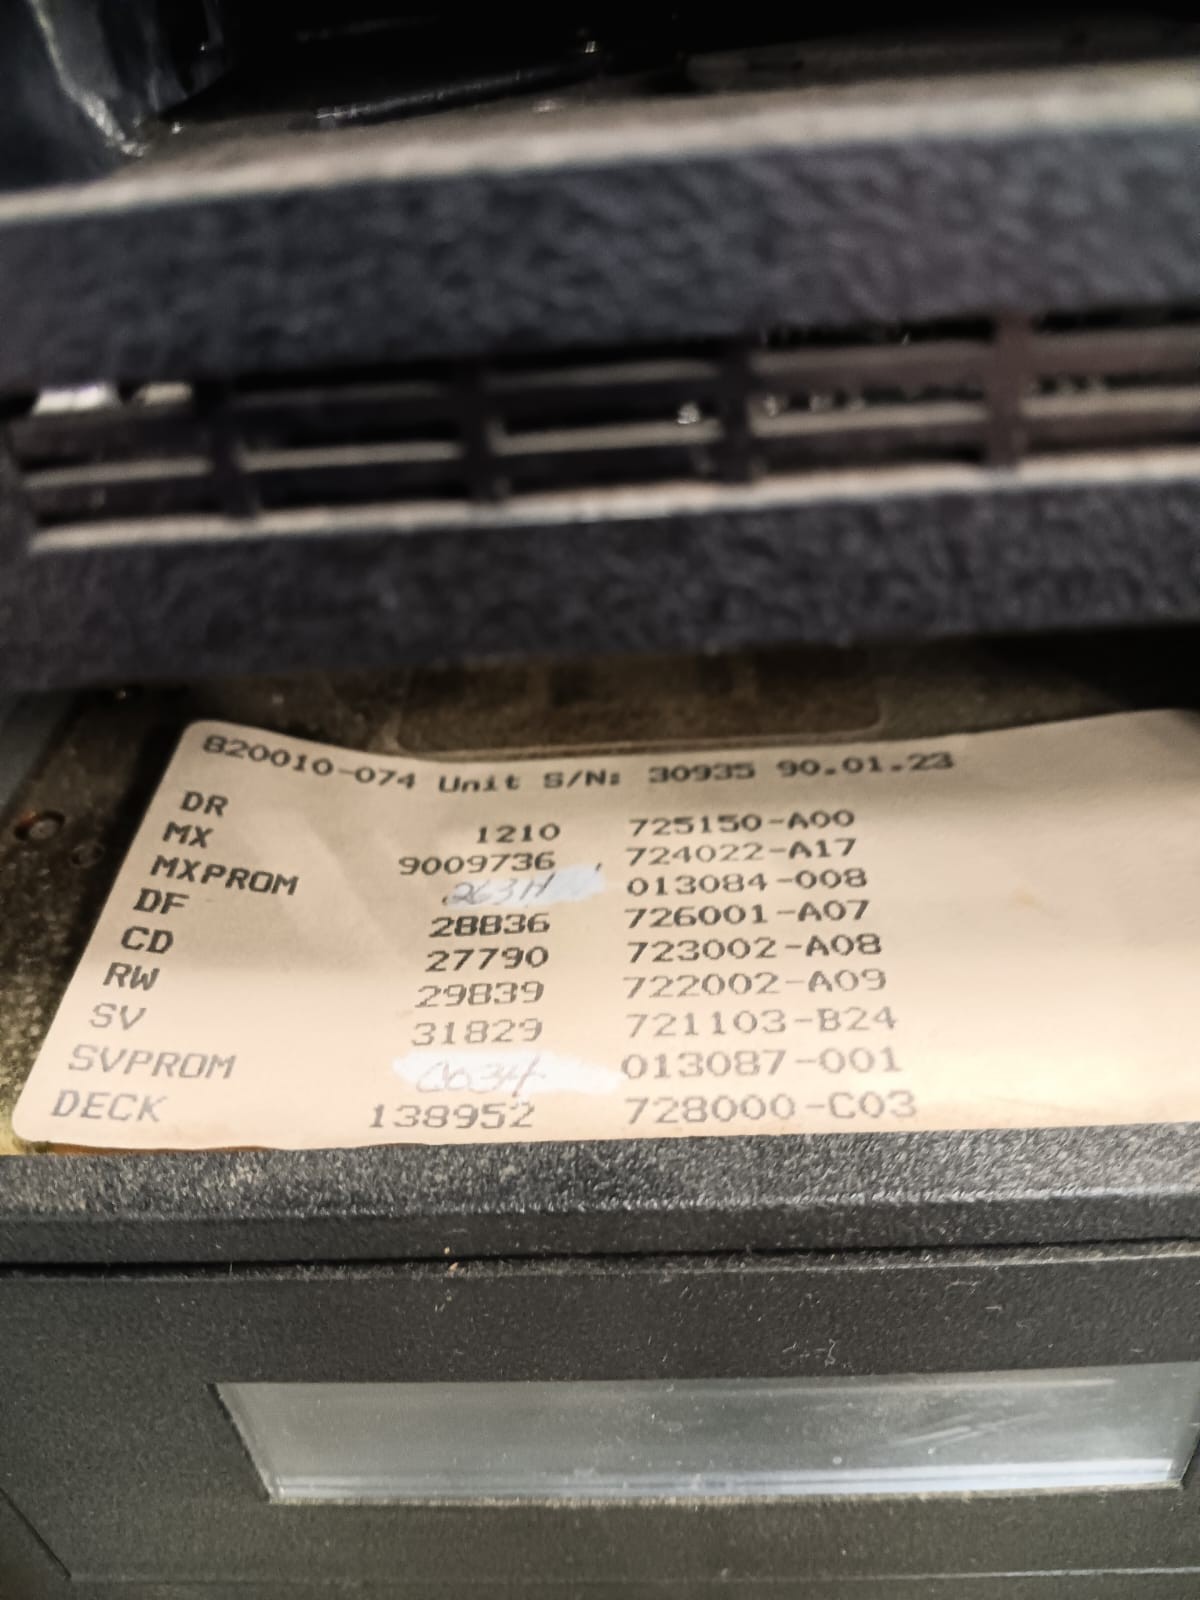 820010-074 Unit S/N: 30935 90.01.23
DR 1210 725150-A00
MX 9009736 724022-A17
MXPROM 263H 013084-008
DF 28836 726001-A07
CD 27790 723002-A08
RW 29839 722002-A09
SV 31829 721103-B24
SVPROM 013087-001
DECK 138952 728000-C03